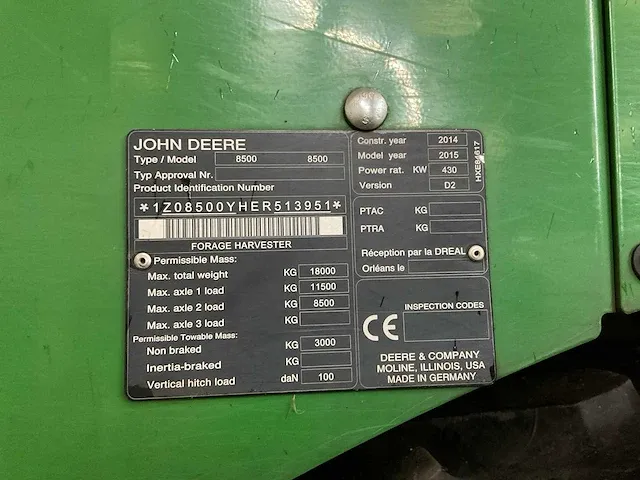 JOHN DEERE
Type / Model 8500 8500
Typ Approval Nr.
Product Identification Number
*1Z08500YHER513951*
FORAGE HARVESTER
Permissible Mass:
Max. total weight KG 18000
Max. axle 1 load KG 11500
Max. axle 2 load KG 8500
Max. axle 3 load KG
Permissible Towable Mass:
Non braked KG 3000
Inertia-braked KG
Vertical hitch load daN 100
Constr. year 2014
Model year 2015
Power rat. KW 430
Version D2
HXE84617
PTAC KG
PTRA KG
Réception par la DREAL
Orléans le
INSPECTION CODES
CE
DEERE & COMPANY
MOLINE, ILLINOIS, USA
MADE IN GERMANY